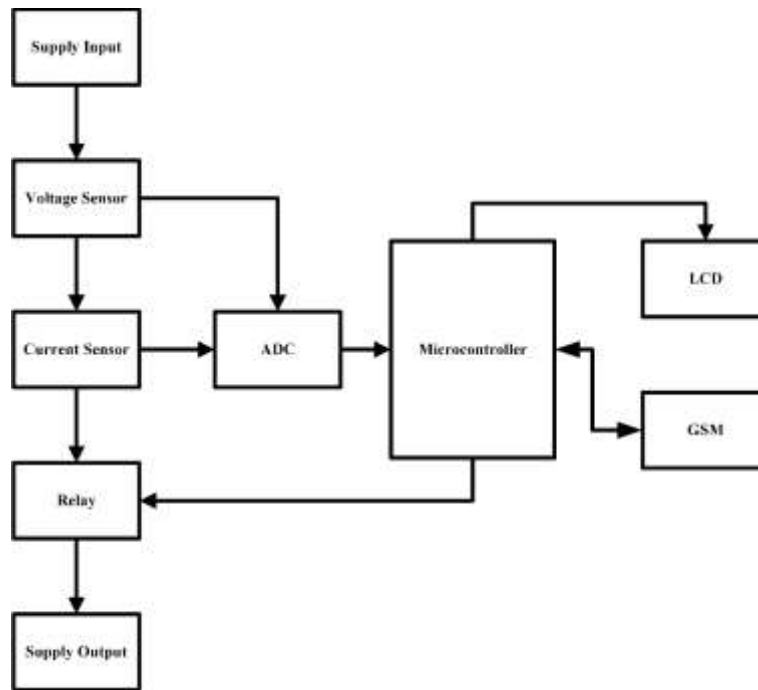 Supply Input
Voltage Sensor
LCD
Current Sensor
ADC
Microcontroller
GSM
Relay
Supply Output